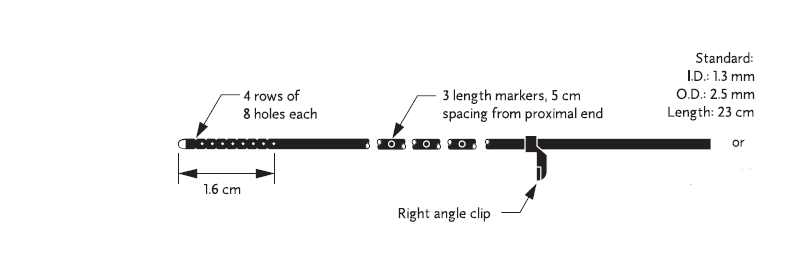 Standard:
I.D.: 1.3 mm
O.D.: 2.5 mm
Length: 23 cm
4 rows of
8 holes each
3 length markers, 5 cm
spacing from proximal end
or
1.6 cm
Right angle clip